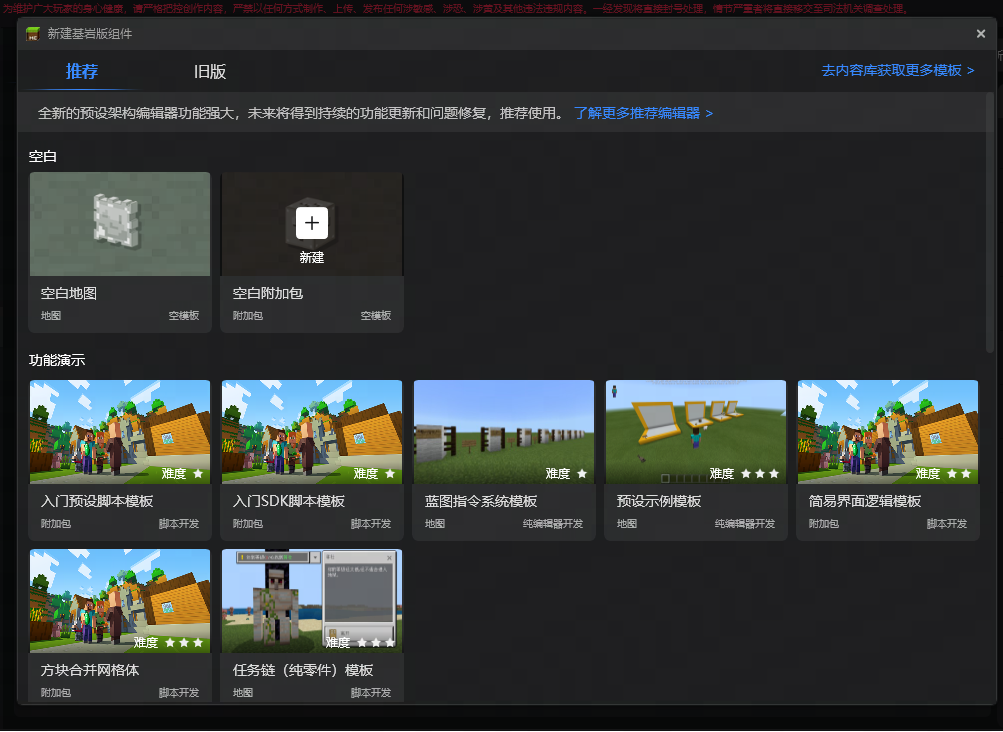 为维护广大玩家的身心健康，请严格把控创作内容，严禁以任何方式制作、上传、发布任何涉敏感、涉恐、涉黄及其他违法违规内容。一经发现将直接封号处理，情节严重者将直接移交至司法机关调查处理。
新建基岩版组件
推荐 旧版 去内容库获取更多模板 >
全新的预设架构编辑器功能强大，未来将得到持续的功能更新和问题修复，推荐使用。 了解更多推荐编辑器 >
空白
新建
空白地图 空白附加包
地图 空模板 附加包 空模板
功能演示
难度 难度 难度 难度 难度
入门预设脚本模板 入门SDK脚本模板 蓝图指令系统模板 预设示例模板 简易界面逻辑模板
附加包 脚本开发 附加包 脚本开发 地图 纯编辑器开发 地图 纯编辑器开发 附加包 脚本开发
难度 难度
方块合并网格体 任务链（纯零件）模板
附加包 脚本开发 地图 脚本开发